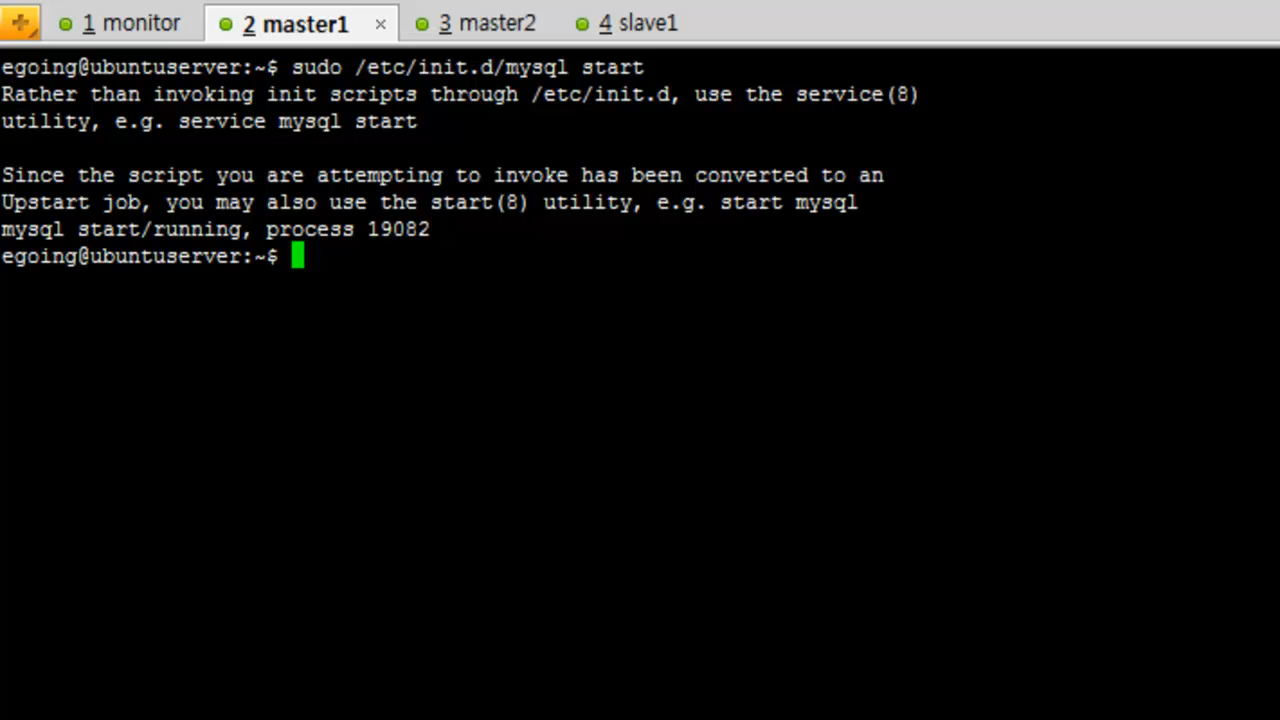 1 monitor
2 master1 ×
3 master2
4 slave1
egoing@ubuntuserver:~$ sudo /etc/init.d/mysql start
Rather than invoking init scripts through /etc/init.d, use the service(8)
utility, e.g. service mysql start
Since the script you are attempting to invoke has been converted to an
Upstart job, you may also use the start(8) utility, e.g. start mysql
mysql start/running, process 19082
egoing@ubuntuserver:~$